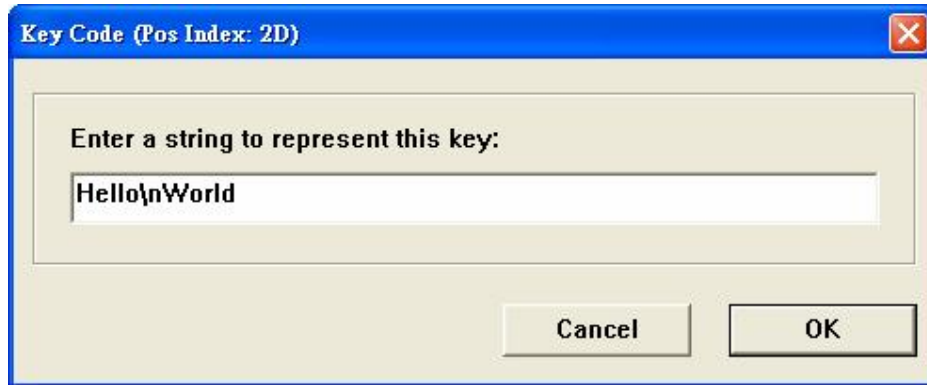 Key Code (Pos Index: 2D)
Enter a string to represent this key:
Hello\nWorld
Cancel
OK